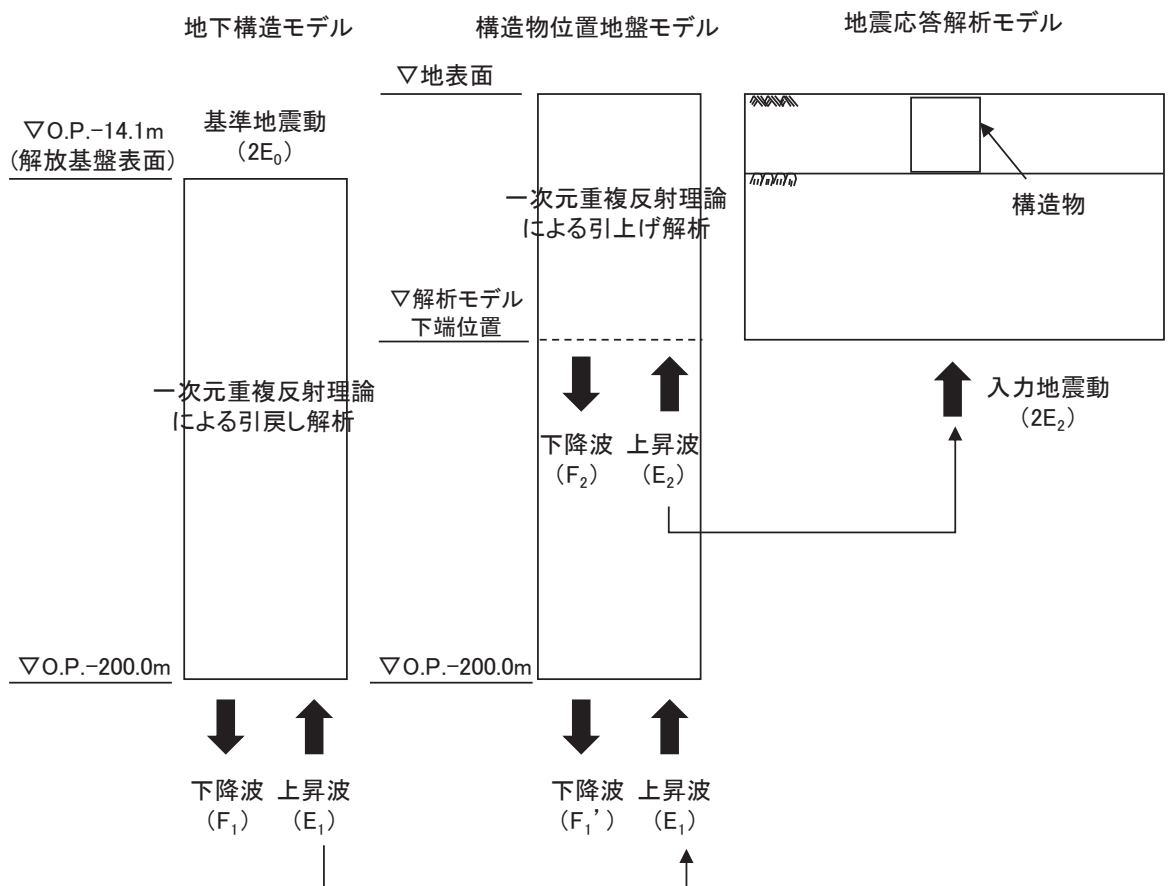 地下構造モデル
▽O.P.-14.1m
(解放基盤表面)
基準地震動
(2E₀)
一次元重複反射理論
による引戻し解析
▽O.P.-200.0m
下降波
(F₁)
上昇波
(E₁)
構造物位置地盤モデル
▽地表面
一次元重複反射理論
による引上げ解析
▽解析モデル
下端位置
下降波
(F₂)
上昇波
(E₂)
▽O.P.-200.0m
下降波
(F₁’)
上昇波
(E₁)
地震応答解析モデル
構造物
入力地震動
(2E₂)